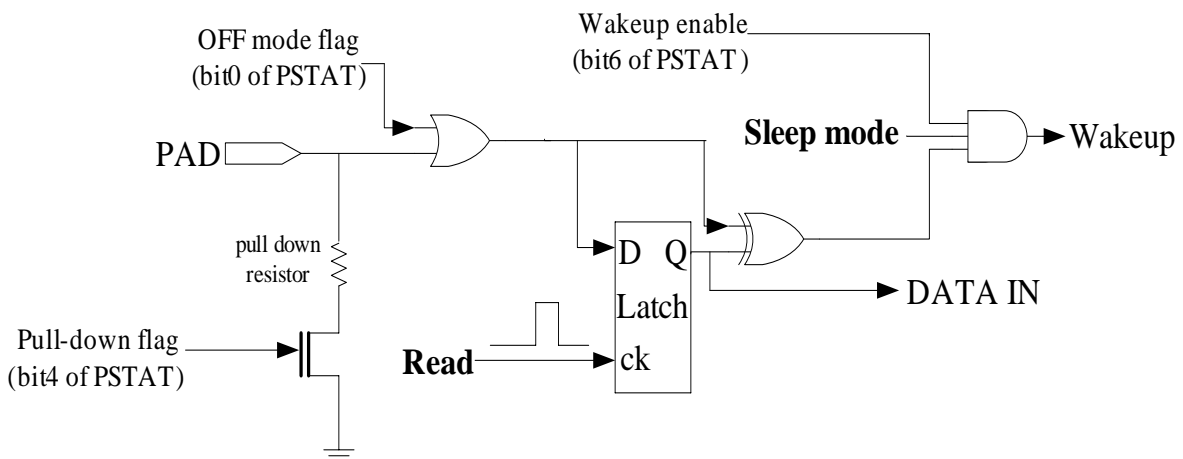 Wakeup enable
(bit6 of PSTAT)
OFF mode flag
(bit0 of PSTAT)
Sleep mode
Wakeup
PAD
pull down
resistor
D Q
Latch
ck
DATA IN
Pull-down flag
(bit4 of PSTAT)
Read